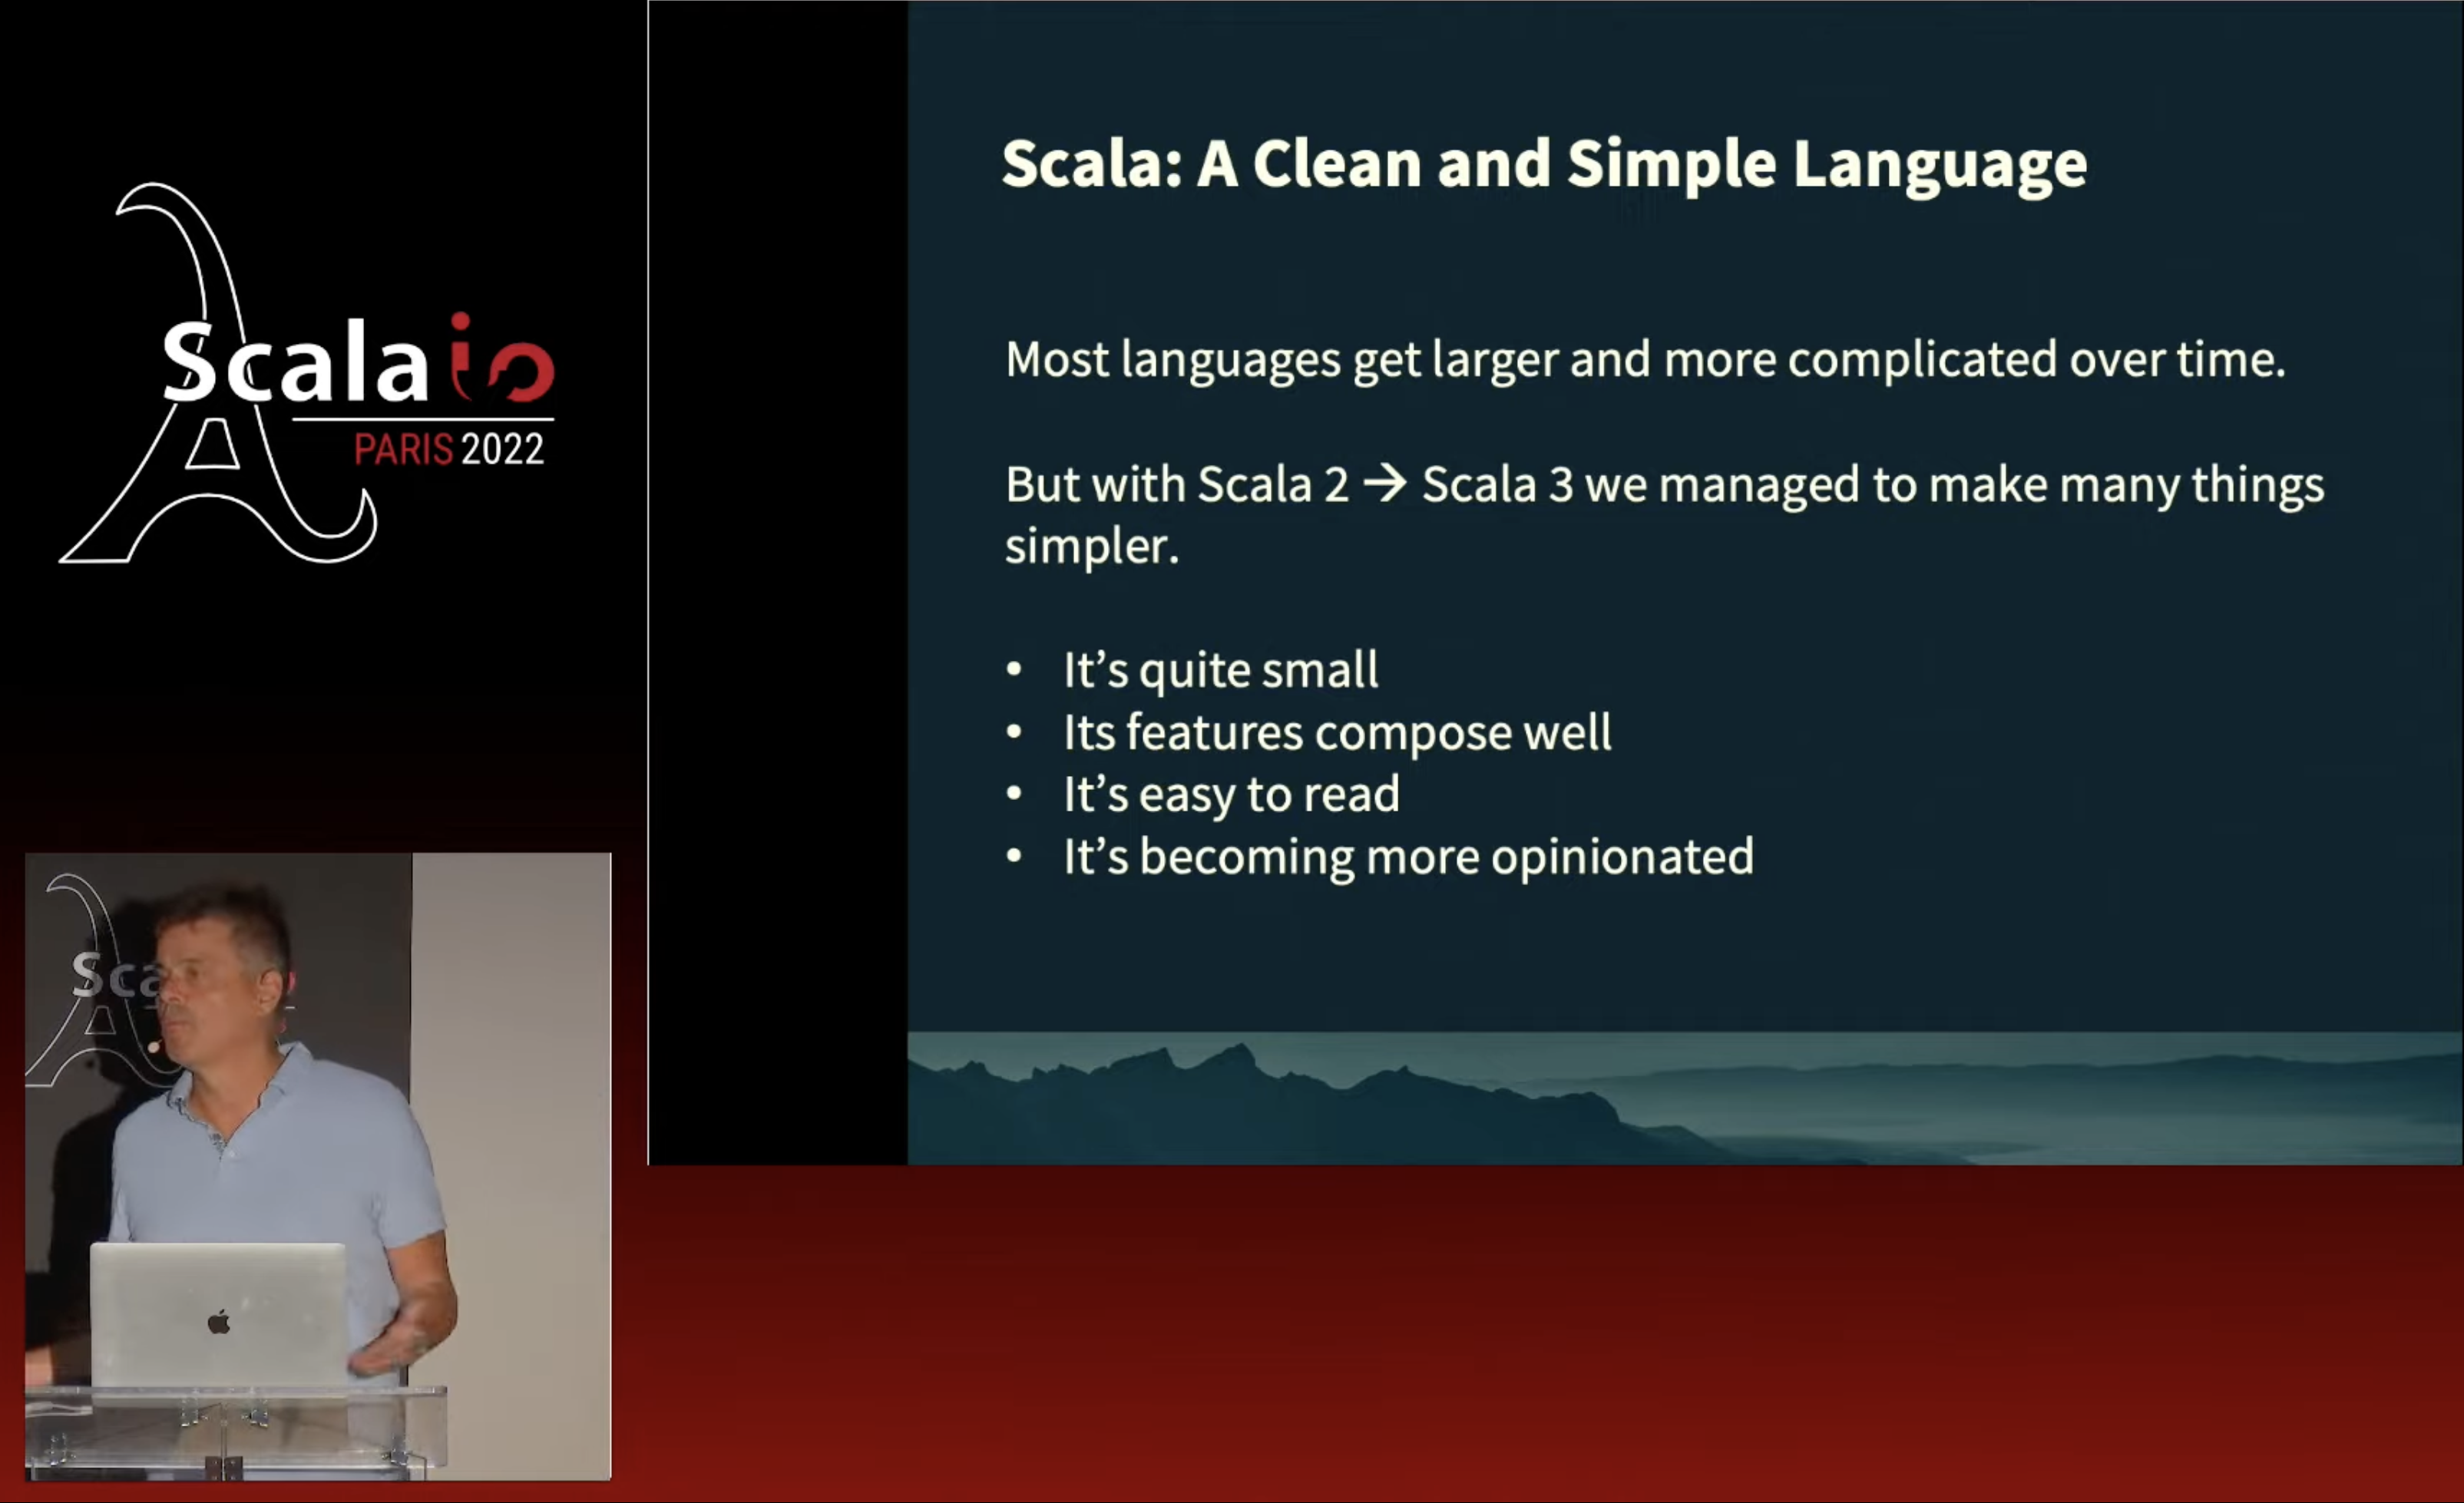 Scala io
PARIS 2022
Scala: A Clean and Simple Language
Most languages get larger and more complicated over time.
But with Scala 2 → Scala 3 we managed to make many things
simpler.
• It’s quite small
• Its features compose well
• It’s easy to read
• It’s becoming more opinionated
Sca